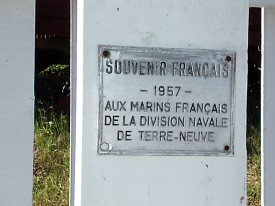 SOUVENIR FRANÇAIS
- 1957 -
AUX MARINS FRANÇAIS
DE LA DIVISION NAVALE
DE TERRE-NEUVE